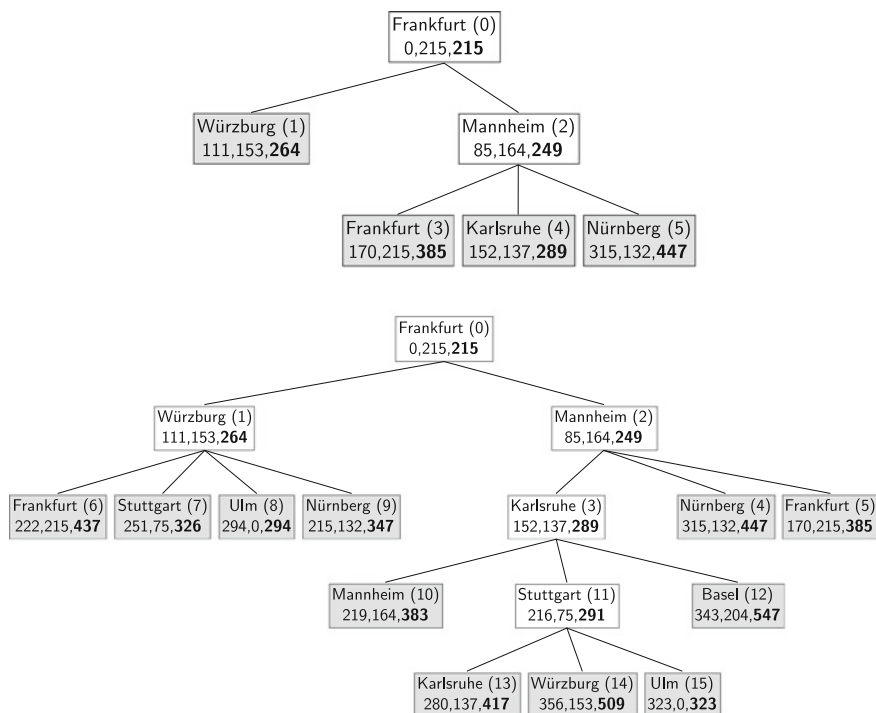 Frankfurt (0)
0,215,215
Würzburg (1)
111,153,264
Mannheim (2)
85,164,249
Frankfurt (3)
170,215,385
Karlsruhe (4)
152,137,289
Nürnberg (5)
315,132,447
Frankfurt (0)
0,215,215
Würzburg (1)
111,153,264
Mannheim (2)
85,164,249
Frankfurt (6)
222,215,437
Stuttgart (7)
251,75,326
Ulm (8)
294,0,294
Nürnberg (9)
215,132,347
Karlsruhe (3)
152,137,289
Nürnberg (4)
315,132,447
Frankfurt (5)
170,215,385
Mannheim (10)
219,164,383
Stuttgart (11)
216,75,291
Basel (12)
343,204,547
Karlsruhe (13)
280,137,417
Würzburg (14)
356,153,509
Ulm (15)
323,0,323